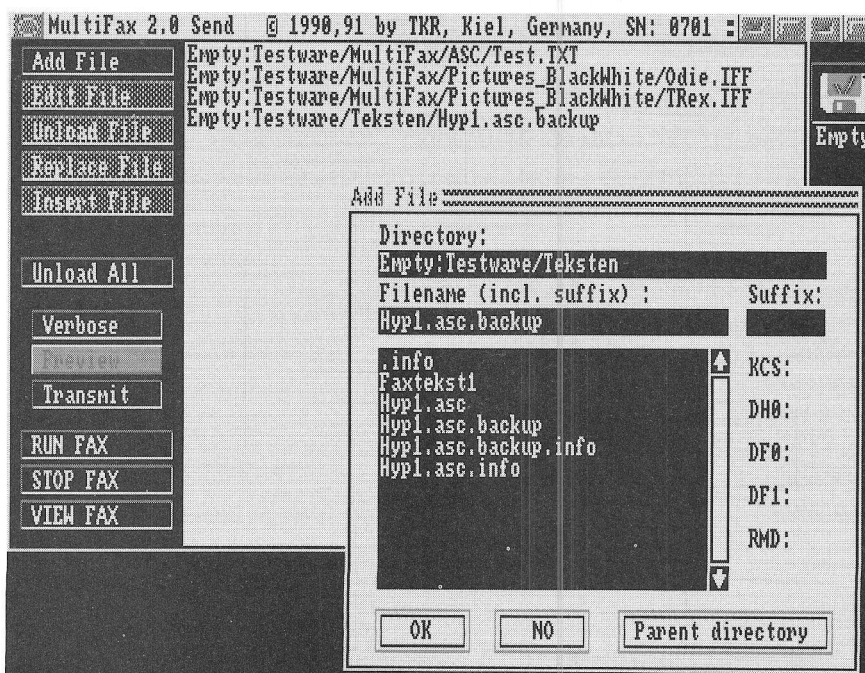 MultiFax 2.0 Send © 1990,91 by TKR, Kiel, Germany, SN: 0701 :
Add File
Edit File
Unload File
Replace File
Insert File
Unload All
Verbose
Preview
Transmit
RUN FAX
STOP FAX
VIEW FAX
Empty:Testware/MultiFax/ASC/Test.TXT
Empty:Testware/MultiFax/Pictures_BlackWhite/Odie.IFF
Empty:Testware/MultiFax/Pictures_BlackWhite/TRex.IFF
Empty:Testware/Teksten/Hyp1.asc.backup
Empty
Add File
Directory:
Empty:Testware/Teksten
Filename (incl. suffix) :
Suffix:
Hyp1.asc.backup
.info
Faxtekst1
Hyp1.asc
Hyp1.asc.backup
Hyp1.asc.backup.info
Hyp1.asc.info
KCS:
DH0:
DF0:
DF1:
RMD:
OK
NO
Parent directory